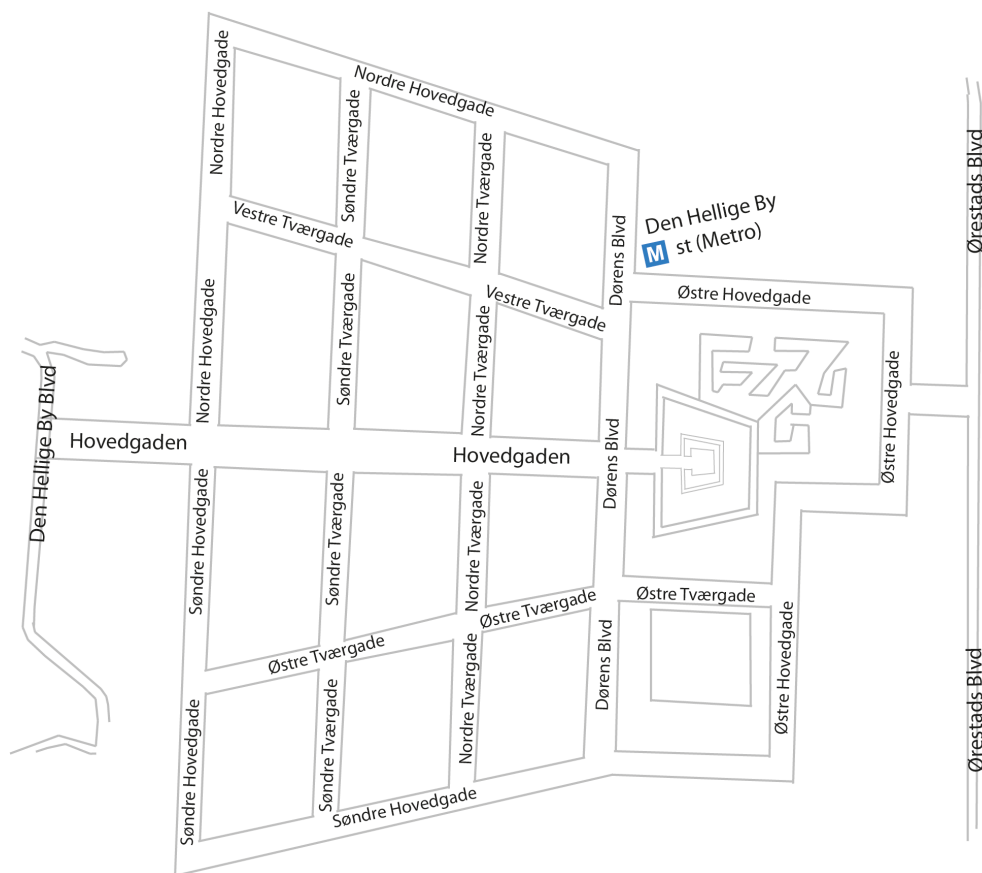 Nordre Hovedgade
Nordre Hovedgade
Søndre Tværgade
Nordre Tværgade
Ørestads Blvd
Vestre Tværgade
Dørens Blvd
Den Hellige By
M st (Metro)
Østre Hovedgade
Nordre Hovedgade
Søndre Tværgade
Vestre Tværgade
Nordre Tværgade
Østre Hovedgade
Den Hellige By Blvd
Hovedgaden
Hovedgaden
Dørens Blvd
Søndre Hovedgade
Søndre Tværgade
Nordre Tværgade
Østre Tværgade
Østre Tværgade
Østre Tværgade
Søndre Hovedgade
Søndre Tværgade
Nordre Tværgade
Dørens Blvd
Østre Hovedgade
Ørestads Blvd
Søndre Hovedgade